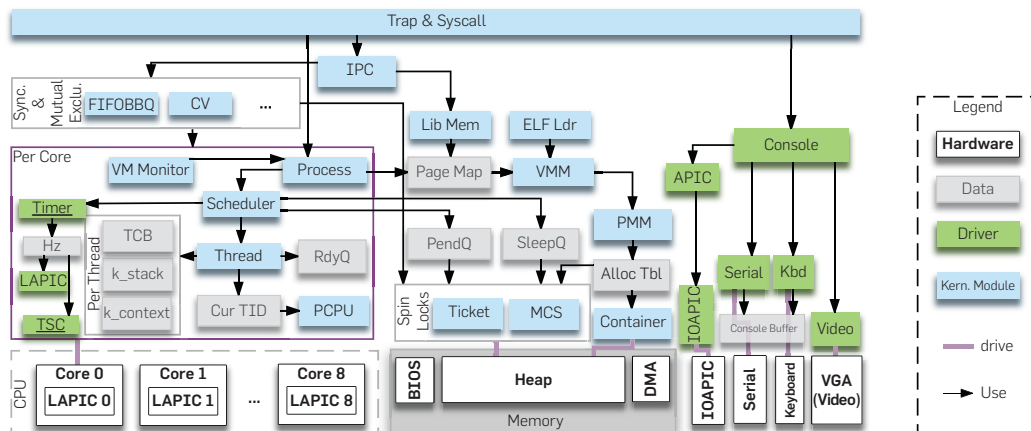 Trap & Syscall
IPC
Sync.
&
Mutual
Exclu.
FIFOBBQ
CV
...
Lib Mem
ELF Ldr
Console
Legend
Hardware
Data
Driver
Kern. Module
drive
Use
Per Core
VM Monitor
Process
Page Map
VMM
APIC
Timer
Scheduler
PMM
Hz
Per Thread
TCB
Thread
RdyQ
PendQ
SleepQ
Alloc Tbl
Serial
Kbd
LAPIC
k_stack
TSC
k_context
Cur TID
PCPU
Spin
Locks
Ticket
MCS
Container
IOAPIC
Console Buffer
Video
CPU
Core 0
LAPIC 0
Core 1
LAPIC 1
...
Core 8
LAPIC 8
BIOS
Heap
DMA
Memory
IOAPIC
Serial
Keyboard
VGA
(Video)